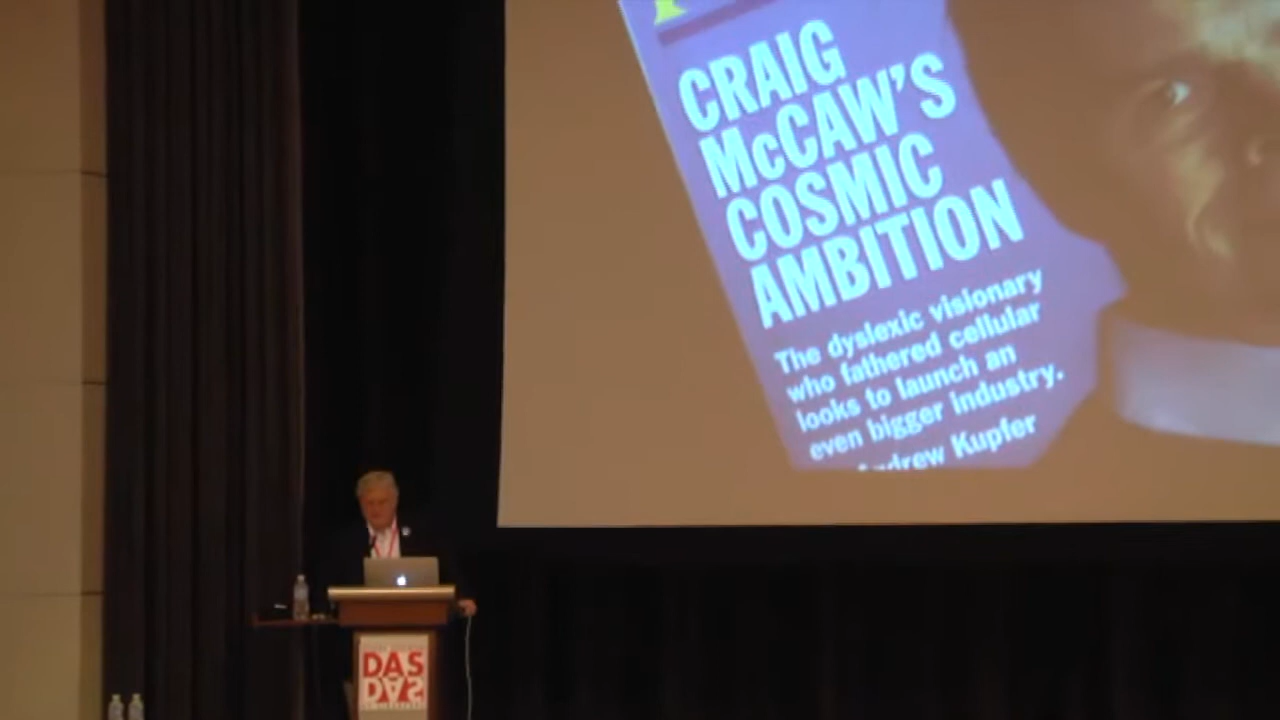 CRAIG
McCAW'S
COSMIC
AMBITION
The dyslexic visionary
who fathered cellular
looks to launch an
even bigger industry.
Andrew Kupfer
DAS
DAS